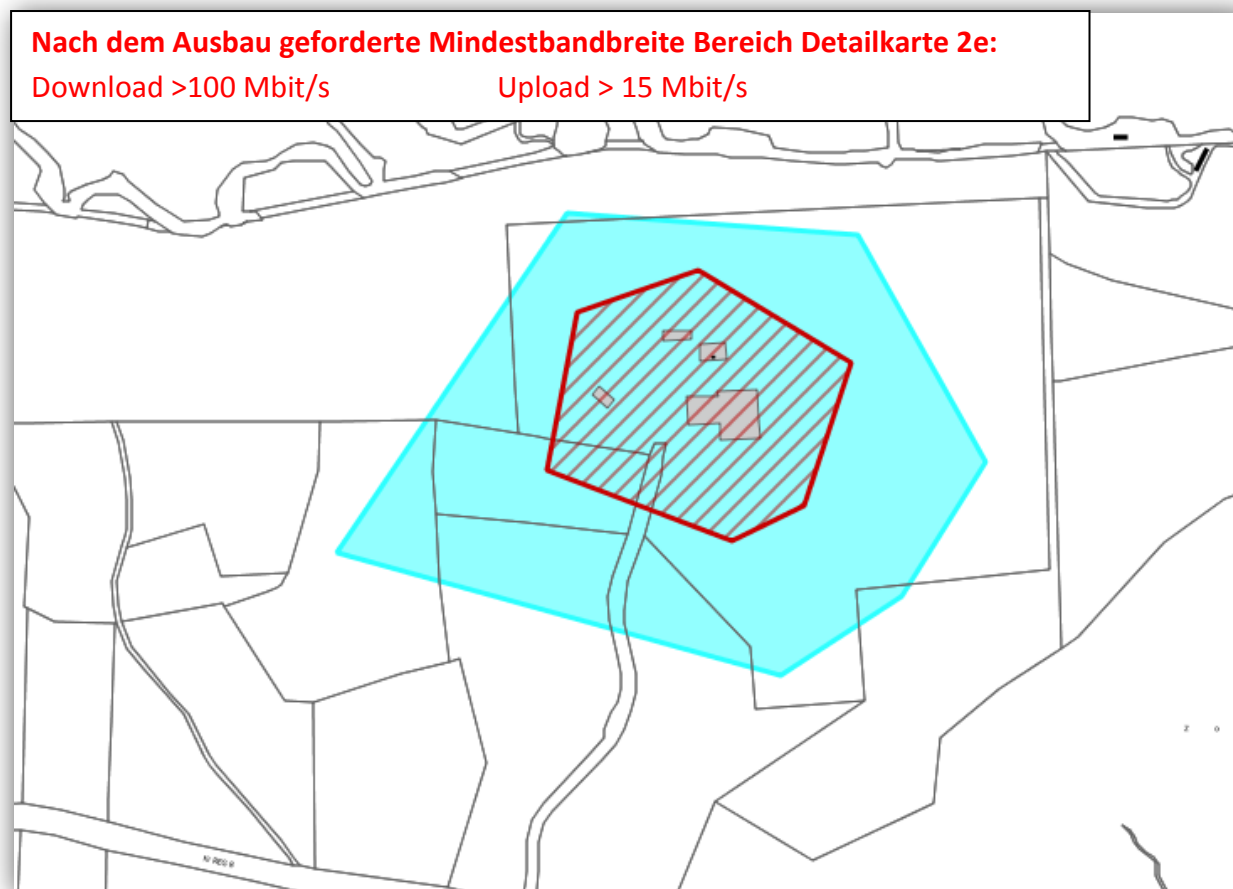 Nach dem Ausbau geforderte Mindestbandbreite Bereich Detailkarte 2e:
Download >100 Mbit/s Upload > 15 Mbit/s
z o